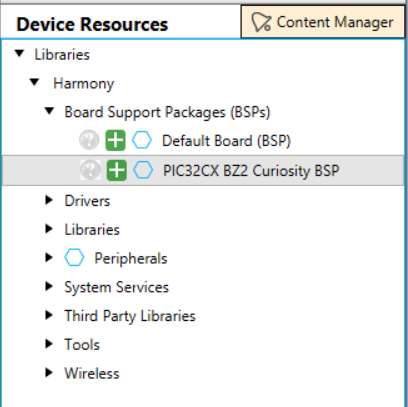 Device Resources
Content Manager
Libraries
Harmony
Board Support Packages (BSPs)
Default Board (BSP)
PIC32CX BZ2 Curiosity BSP
Drivers
Libraries
Peripherals
System Services
Third Party Libraries
Tools
Wireless